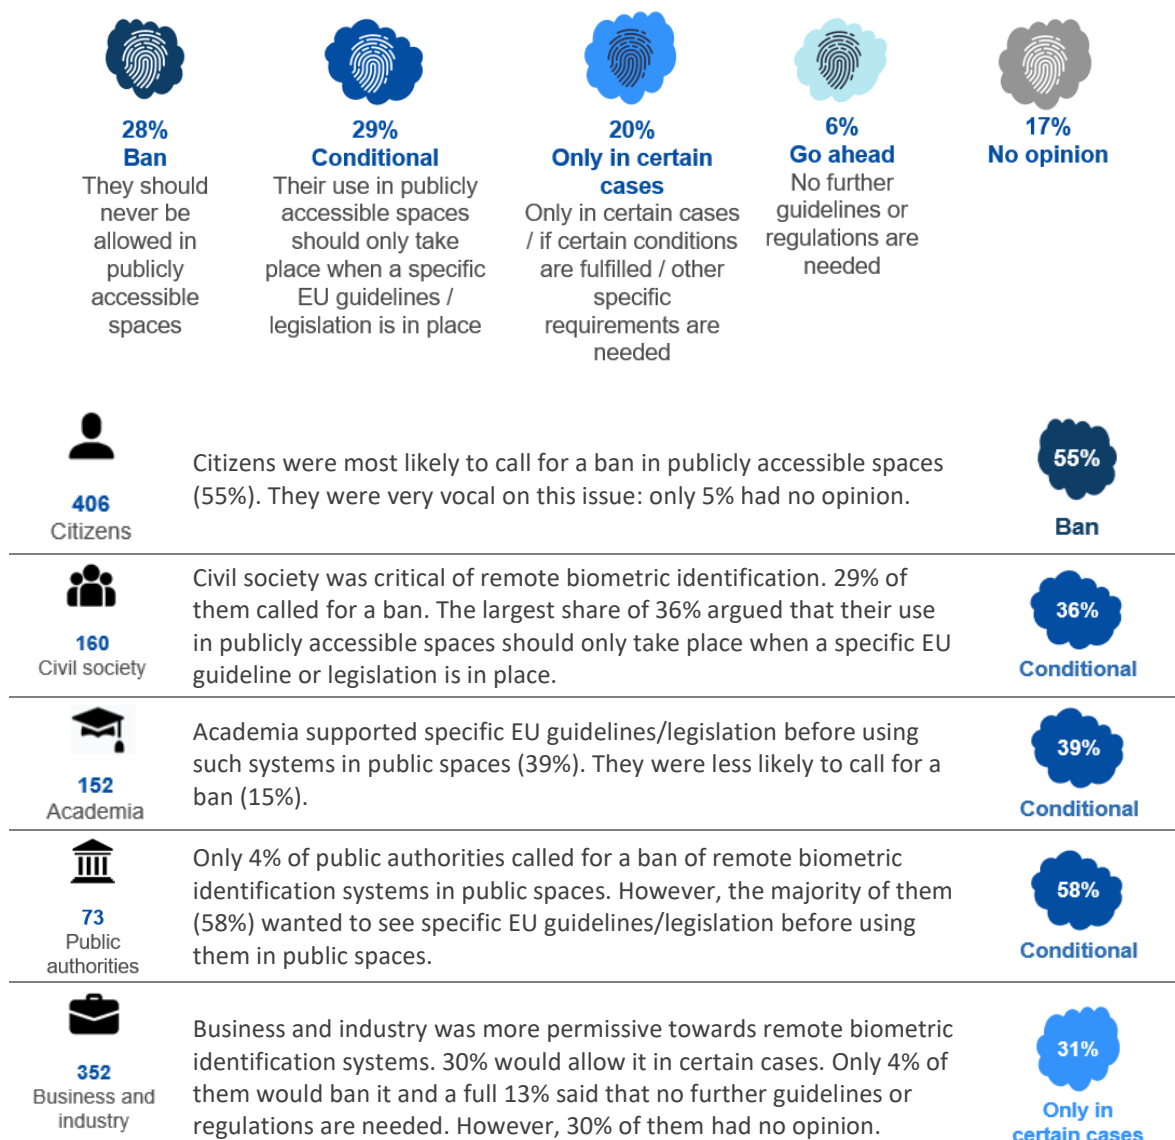 28%
Ban
They should
never be
allowed in
publicly
accessible
spaces
29%
Conditional
Their use in publicly
accessible spaces
should only take
place when a specific
EU guidelines /
legislation is in place
20%
Only in certain
cases
Only in certain cases
/ if certain conditions
are fulfilled / other
specific
requirements are
needed
6%
Go ahead
No further
guidelines or
regulations are
needed
17%
No opinion
406
Citizens
Citizens were most likely to call for a ban in publicly accessible spaces
(55%). They were very vocal on this issue: only 5% had no opinion.
55%
Ban
160
Civil society
Civil society was critical of remote biometric identification. 29% of
them called for a ban. The largest share of 36% argued that their use
in publicly accessible spaces should only take place when a specific EU
guideline or legislation is in place.
36%
Conditional
152
Academia
Academia supported specific EU guidelines/legislation before using
such systems in public spaces (39%). They were less likely to call for a
ban (15%).
39%
Conditional
73
Public
authorities
Only 4% of public authorities called for a ban of remote biometric
identification systems in public spaces. However, the majority of them
(58%) wanted to see specific EU guidelines/legislation before using
them in public spaces.
58%
Conditional
352
Business and
industry
Business and industry was more permissive towards remote biometric
identification systems. 30% would allow it in certain cases. Only 4% of
them would ban it and a full 13% said that no further guidelines or
regulations are needed. However, 30% of them had no opinion.
31%
Only in
certain cases